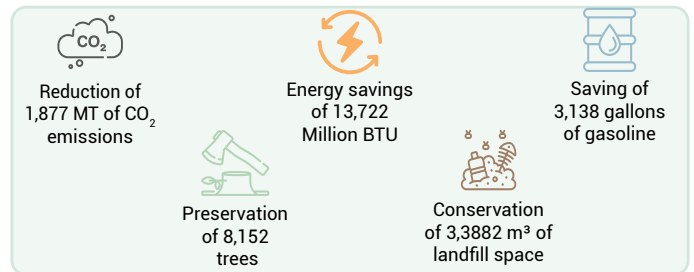 CO₂
Reduction of
1,877 MT of CO₂
emissions
Preservation
of 8,152
trees
Energy savings
of 13,722
Million BTU
Conservation
of 3,3882 m³ of
landfill space
Saving of
3,138 gallons
of gasoline